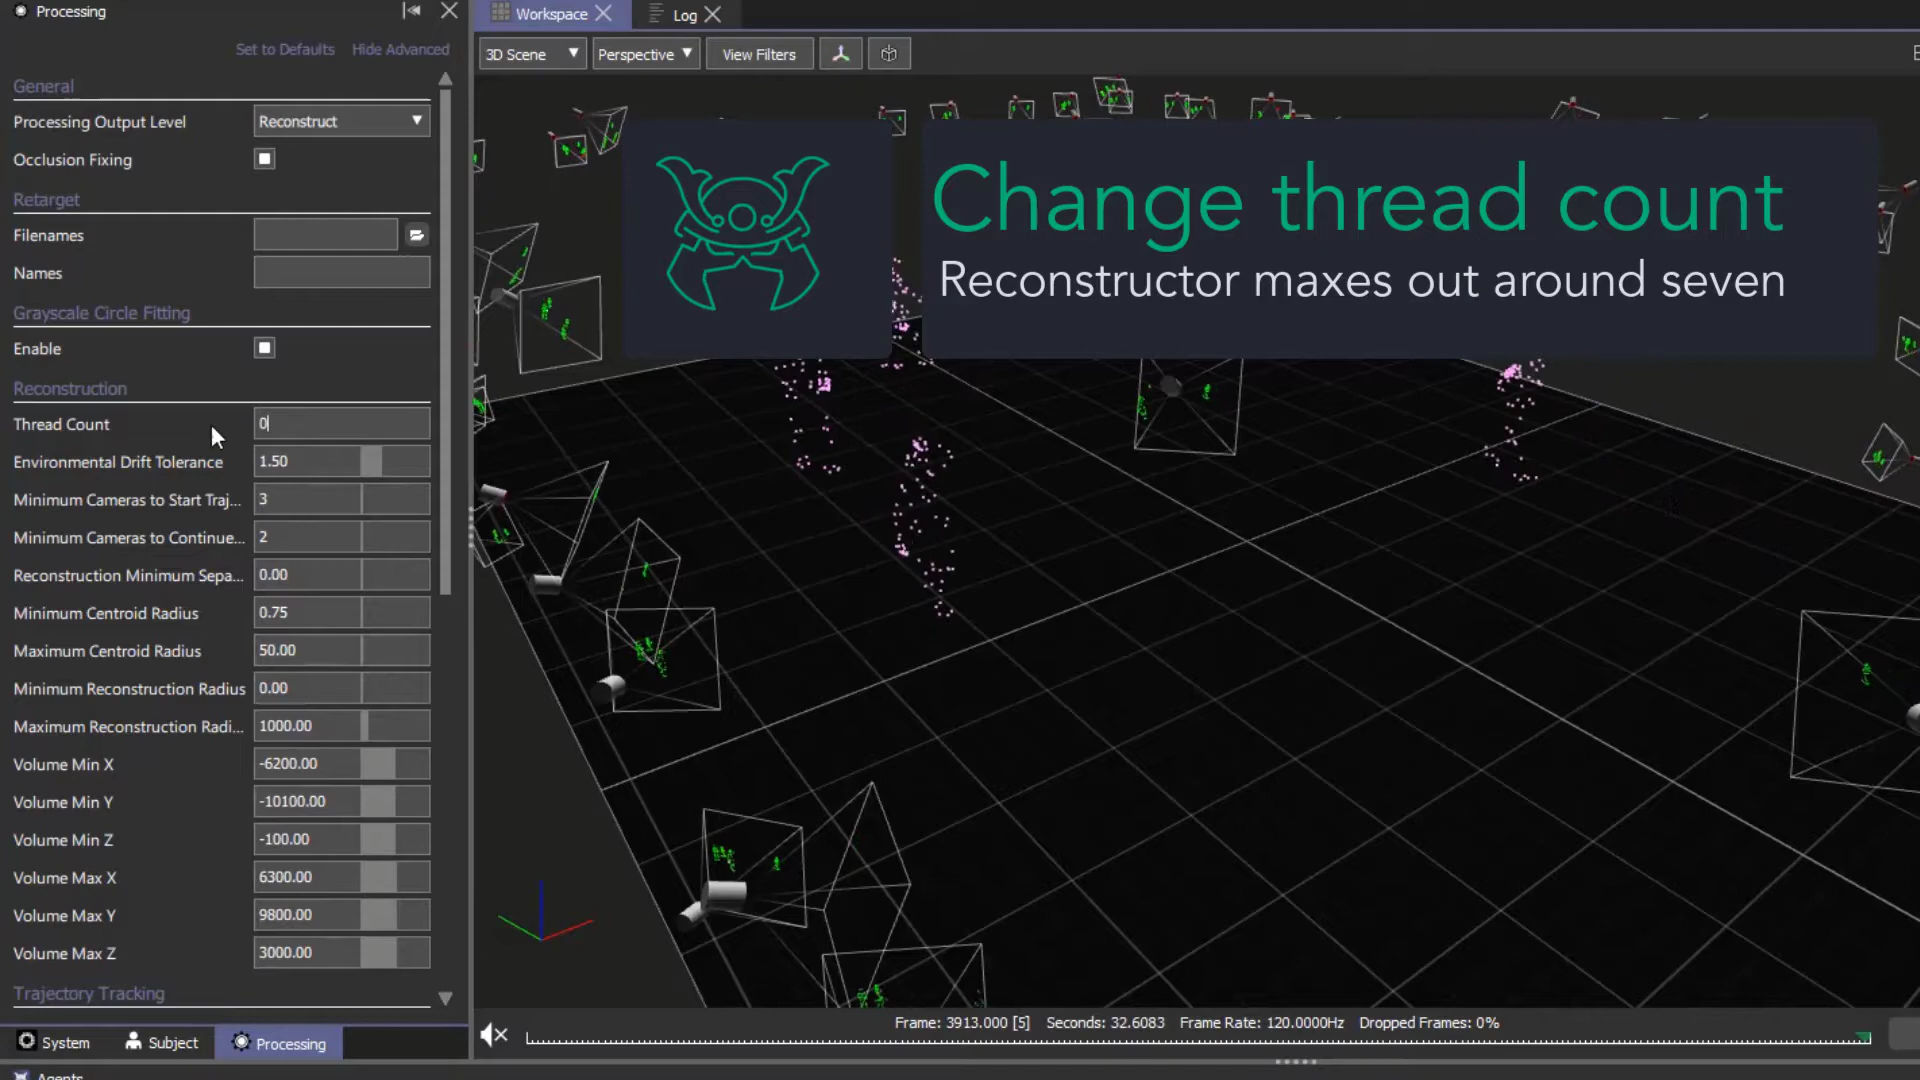 Processing
Set to Defaults Hide Advanced
General
Processing Output Level Reconstruct
Occlusion Fixing
Retarget
Filenames
Names
Grayscale Circle Fitting
Enable
Reconstruction
Thread Count 0
Environmental Drift Tolerance 1.50
Minimum Cameras to Start Traj... 3
Minimum Cameras to Continue... 2
Reconstruction Minimum Sepa... 0.00
Minimum Centroid Radius 0.75
Maximum Centroid Radius 50.00
Minimum Reconstruction Radius 0.00
Maximum Reconstruction Radi... 1000.00
Volume Min X -6200.00
Volume Min Y -10100.00
Volume Min Z -100.00
Volume Max X 6300.00
Volume Max Y 9800.00
Volume Max Z 3000.00
Trajectory Tracking
System Subject Processing
Agents
Workspace Log
3D Scene Perspective View Filters
Change thread count
Reconstructor maxes out around seven
Frame: 3913.000 [5] Seconds: 32.6083 Frame Rate: 120.0000Hz Dropped Frames: 0%